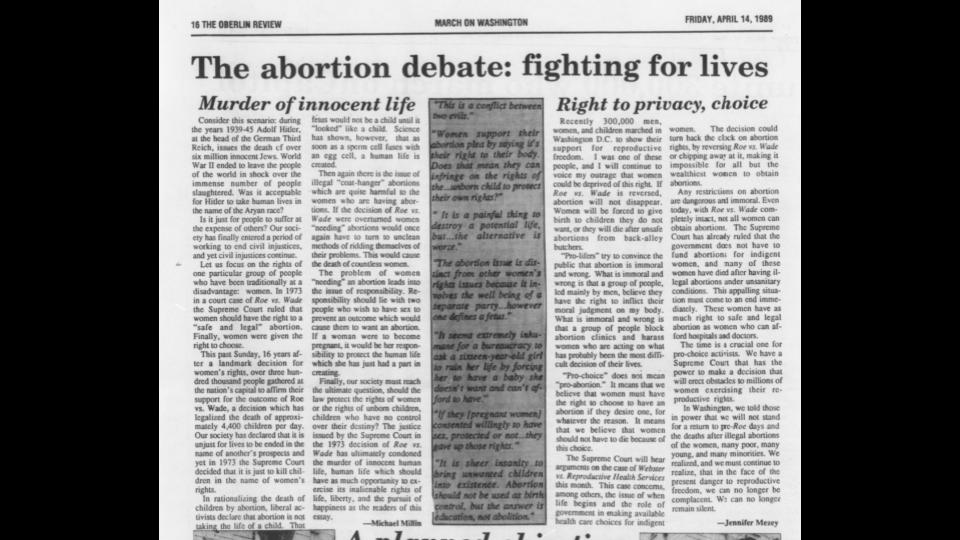 16 THE OBERLIN REVIEW
MARCH ON WASHINGTON
FRIDAY, APRIL 14, 1989
The abortion debate: fighting for lives
Murder of innocent life
Consider this scenario: during
the years 1939-45 Adolf Hitler,
at the head of the German Third
Reich, issues the death of over
six million innocent Jews. World
War II ended to leave the people
of the world in shock over the
immense number of people
slaughtered. Was it acceptable
for Hitler to take human lives in
the name of the Aryan race?
Is it just for people to suffer at
the expense of others? Our soci-
ety has finally entered a period of
working to end civil injustices,
and yet civil injustices continue.
Let us focus on the rights of
one particular group of people
who have been traditionally at a
disadvantage: women. In 1973
in a court case of Roe vs. Wade
the Supreme Court ruled that
women should have the right to a
"safe and legal" abortion.
Finally, women were given the
right to choose.
This past Sunday, 16 years af-
ter a landmark decision for
women's rights, over three hun-
dred thousand people gathered at
the nation's capital to affirm their
support for the outcome of Roe
vs. Wade, a decision which has
legalized the death of approxi-
mately 4,400 children per day.
Our society has declared that it is
unjust for lives to be ended in the
name of another's prospects and
yet in 1973 the Supreme Court
decided that it is just to kill chil-
dren in the name of women's
rights.
In rationalizing the death of
children by abortion, liberal ac-
tivists declare that abortion is not
taking the life of a child. That
fetus would not be a child until it
"looked" like a child. Science
has shown, however, that as
soon as a sperm cell fuses with
an egg cell, a human life is
created.
Then again there is the issue of
illegal "coat-hanger" abortions
which are quite harmful to the
women who are having abor-
tions. If the decision of Roe vs.
Wade were overturned women
"needing" abortions would once
again have to turn to unclean
methods of ridding themselves of
their problems. This would cause
the death of countless women.
The problem of women
"needing" an abortion leads into
the issue of responsibility. Re-
sponsibility should lie with two
people who wish to have sex to
prevent an outcome which would
cause them to want an abortion.
If a woman were to become
pregnant, it would be her respon-
sibility to protect the human life
which she has just had a part in
creating.
Finally, our society must reach
the ultimate question, should the
law protect the rights of women
or the rights of unborn children,
children who have no control
over their destiny? The justice
issued by the Supreme Court in
the 1973 decision of Roe vs.
Wade has ultimately condoned
the murder of innocent human
life, human life which should
have as much opportunity to ex-
ercise its inalienable rights of
life, liberty, and the pursuit of
happiness as the readers of this
essay.
—Michael Millin
"This is a conflict between
two evils."
"Women support their
abortion plea by saying it's
their right to their body.
Does that mean they can
infringe on the rights of
the...unborn child to protect
their own rights?"
"It is a painful thing to
destroy a potential life,
but...the alternative is
worse."
"The abortion issue is dis-
tinct from other women's
rights issues because it in-
volves the well being of a
separate party...however
one defines a fetus."
"It seems extremely inhu-
mane for a bureaucracy to
ask a sixteen-year-old girl
to ruin her life by forcing
her to have a baby she
doesn't want and can't af-
ford to have."
"If they [pregnant women]
consented willingly to have
sex, protected or not...they
gave up those rights."
"It is sheer insanity to
bring unwanted children
into existence. Abortion
should not be used as birth
control, but the answer is
education, not abolition."
Right to privacy, choice
Recently 300,000 men,
women, and children marched in
Washington D.C. to show their
support for reproductive
freedom. I was one of these
people, and I will continue to
voice my outrage that women
could be deprived of this right. If
Roe vs. Wade is reversed,
abortion will not disappear.
Women will be forced to give
birth to children they do not
want, or they will die after unsafe
abortions from back-alley
butchers.
"Pro-lifers" try to convince the
public that abortion is immoral
and wrong. What is immoral and
wrong is that a group of people,
led mainly by men, believe they
have the right to inflict their
moral judgment on my body.
What is immoral and wrong is
that a group of people block
abortion clinics and harass
women who are acting on what
has probably been the most diffi-
cult decision of their lives.
"Pro-choice" does not mean
"pro-abortion." It means that we
believe that women must have
the right to choose to have an
abortion if they desire one, for
whatever the reason. It means
that we believe that women
should not have to die because of
this choice.
The Supreme Court will hear
arguments on the case of Webster
vs. Reproductive Health Services
this month. This case concerns,
among others, the issue of when
life begins and the role of
government in making available
health care choices for indigent
women. The decision could
turn back the clock on abortion
rights, by reversing Roe vs. Wade
or chipping away at it, making it
impossible for all but the
wealthiest women to obtain
abortions.
Any restrictions on abortion
are dangerous and immoral. Even
today, with Roe vs. Wade com-
pletely intact, not all women can
obtain abortions. The Supreme
Court has already ruled that the
government does not have to
fund abortions for indigent
women, and many of these
women have died after having il-
legal abortions under unsanitary
conditions. This appalling situa-
tion must come to an end imme-
diately. These women have as
much right to safe and legal
abortion as women who can af-
ford hospitals and doctors.
The time is a crucial one for
pro-choice activists. We have a
Supreme Court that has the
power to make a decision that
will erect obstacles to millions of
women exercising their re-
productive rights.
In Washington, we told those
in power that we will not stand
for a return to pre-Roe days and
the deaths after illegal abortions
of the women, many poor, many
young, and many minorities. We
realized, and we must continue to
realize, that in the face of the
present danger to reproductive
freedom, we can no longer be
complacent. We can no longer
remain silent.
—Jennifer Mezey